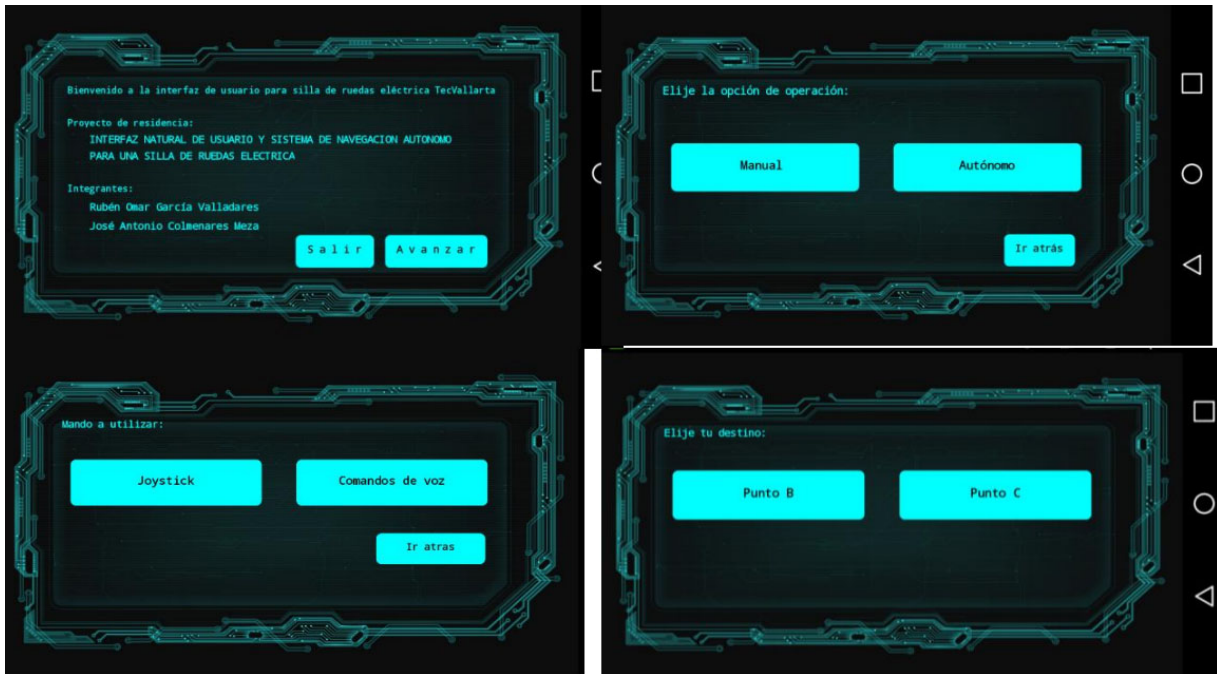 Bienvenido a la interfaz de usuario para silla de ruedas eléctrica TecVallarta
Proyecto de residencia:
INTERFAZ NATURAL DE USUARIO Y SISTEMA DE NAVEGACION AUTONOMO
PARA UNA SILLA DE RUEDAS ELECTRICA
Integrantes:
Rubén Omar García Valladares
José Antonio Colmenares Meza
Salir Avanzar
Elije la opción de operación:
Manual Autónomo
Ir atrás
Mando a utilizar:
Joystick Comandos de voz
Ir atras
Elije tu destino:
Punto B Punto C